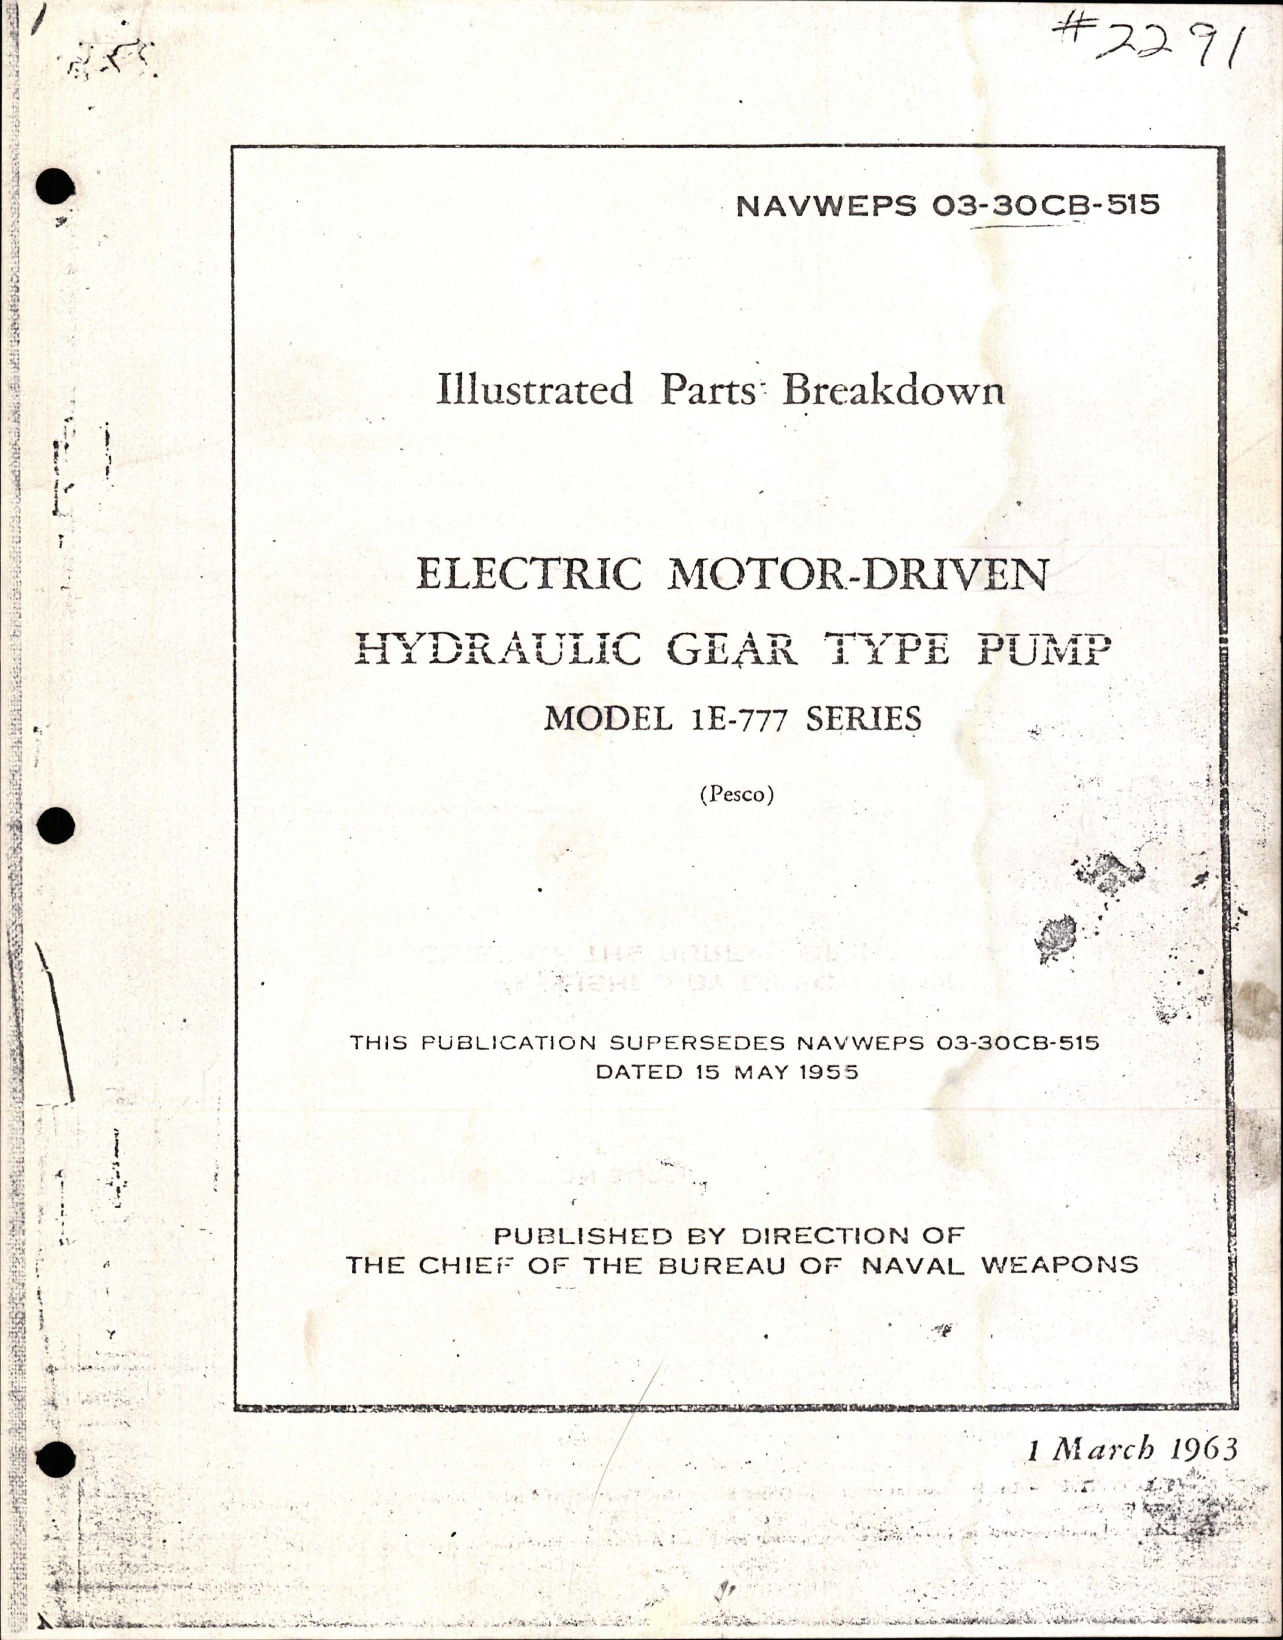 #2291
NAVWEPS 03-30CB-515
Illustrated Parts Breakdown
ELECTRIC MOTOR-DRIVEN
HYDRAULIC GEAR TYPE PUMP
MODEL 1E-777 SERIES
(Pesco)
THIS PUBLICATION SUPERSEDES NAVWEPS 03-30CB-515
DATED 15 MAY 1955
PUBLISHED BY DIRECTION OF
THE CHIEF OF THE BUREAU OF NAVAL WEAPONS
1 March 1963